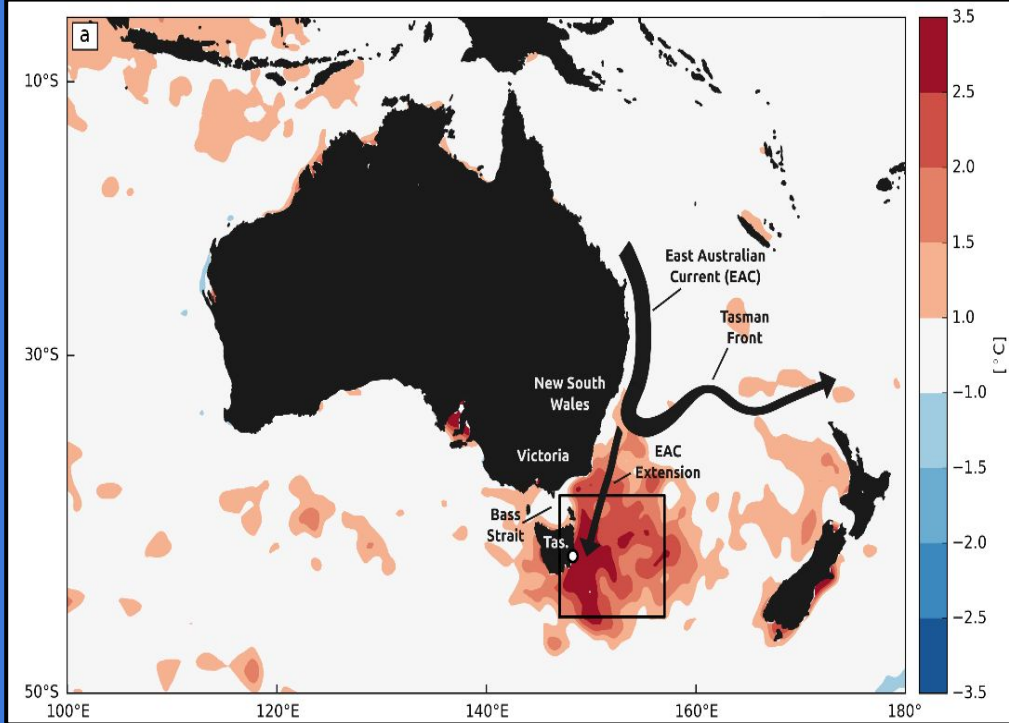 a
10°S
30°S
50°S
100°E
120°E
140°E
160°E
180°
East Australian
Current (EAC)
Tasman
Front
New South
Wales
Victoria
EAC
Extension
Bass
Strait
Tas.
3.5
2.5
2.0
1.5
1.0
−1.0
−1.5
−2.0
−2.5
−3.5
[°C]